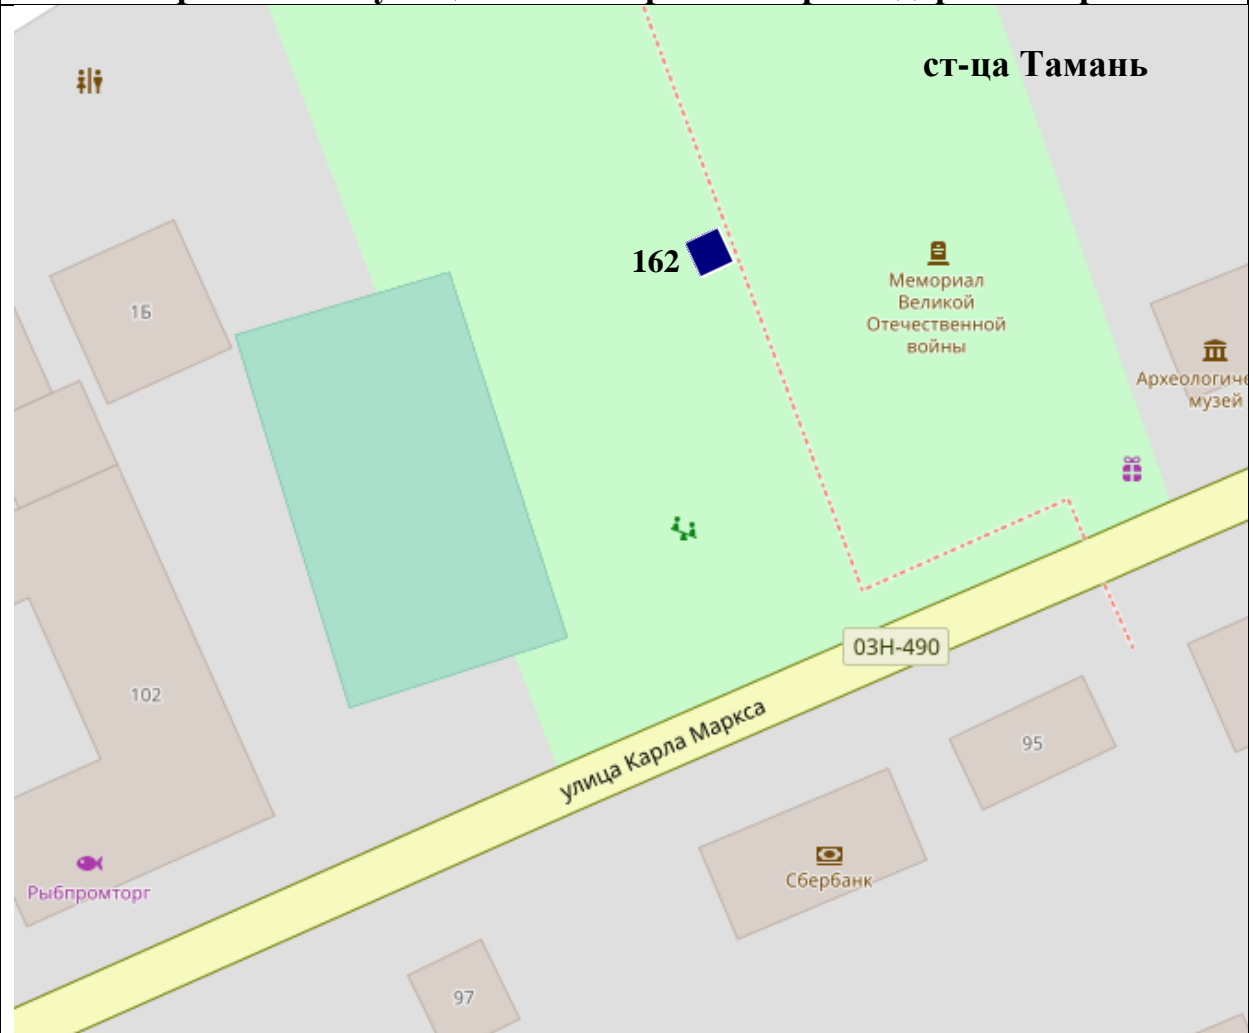 ст-ца Тамань
162
Мемориал
Великой
Отечественной
войны
1Б
музей
03Н-490
102
улица Карла Маркса
95
Сбербанк
Рыбпромторг
97